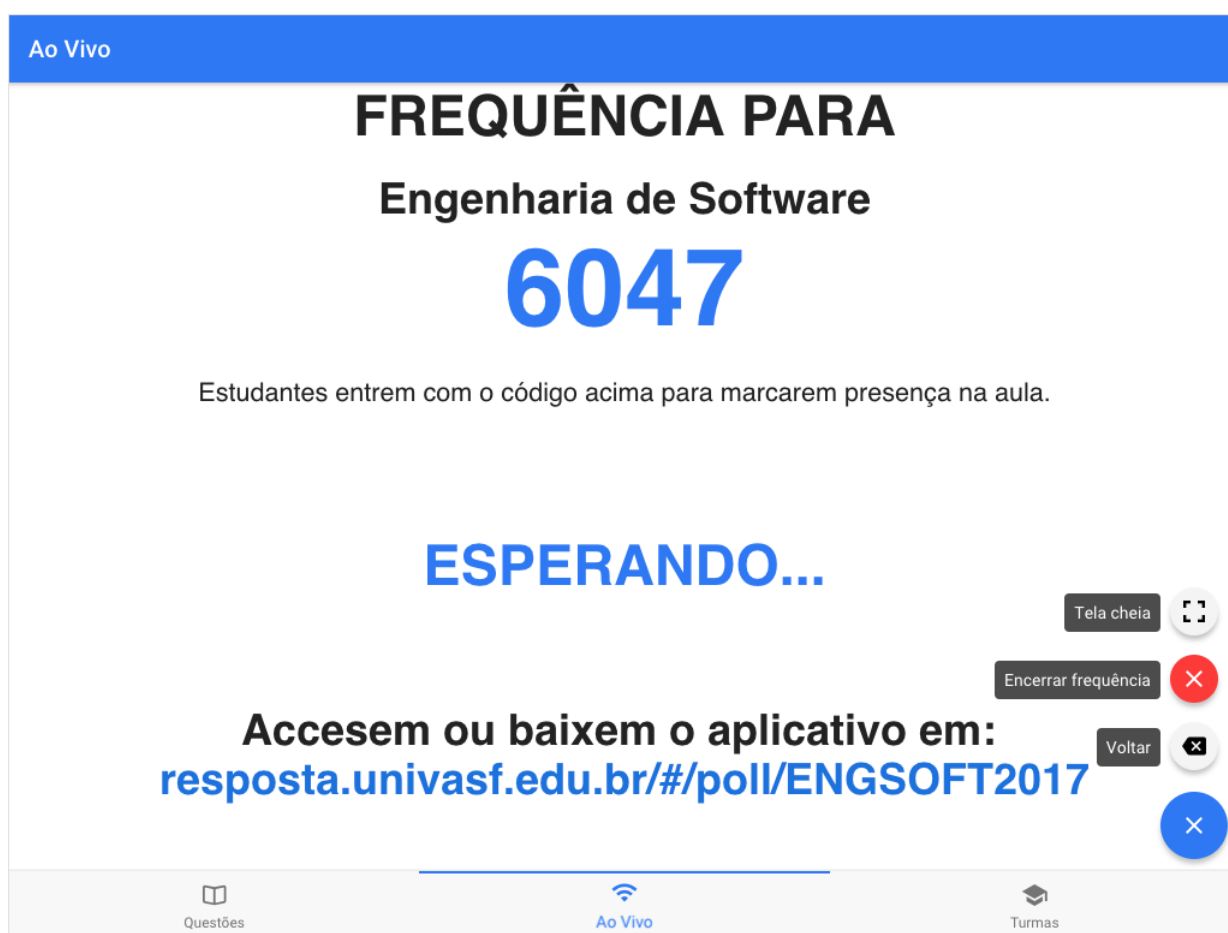 Ao Vivo
FREQUÊNCIA PARA
Engenharia de Software
6047
Estudantes entrem com o código acima para marcarem presença na aula.
ESPERANDO...
Tela cheia
Encerrar frequência
Accesem ou baixem o aplicativo em:
Voltar
resposta.univasf.edu.br/#/poll/ENGSOFT2017
Questões
Ao Vivo
Turmas